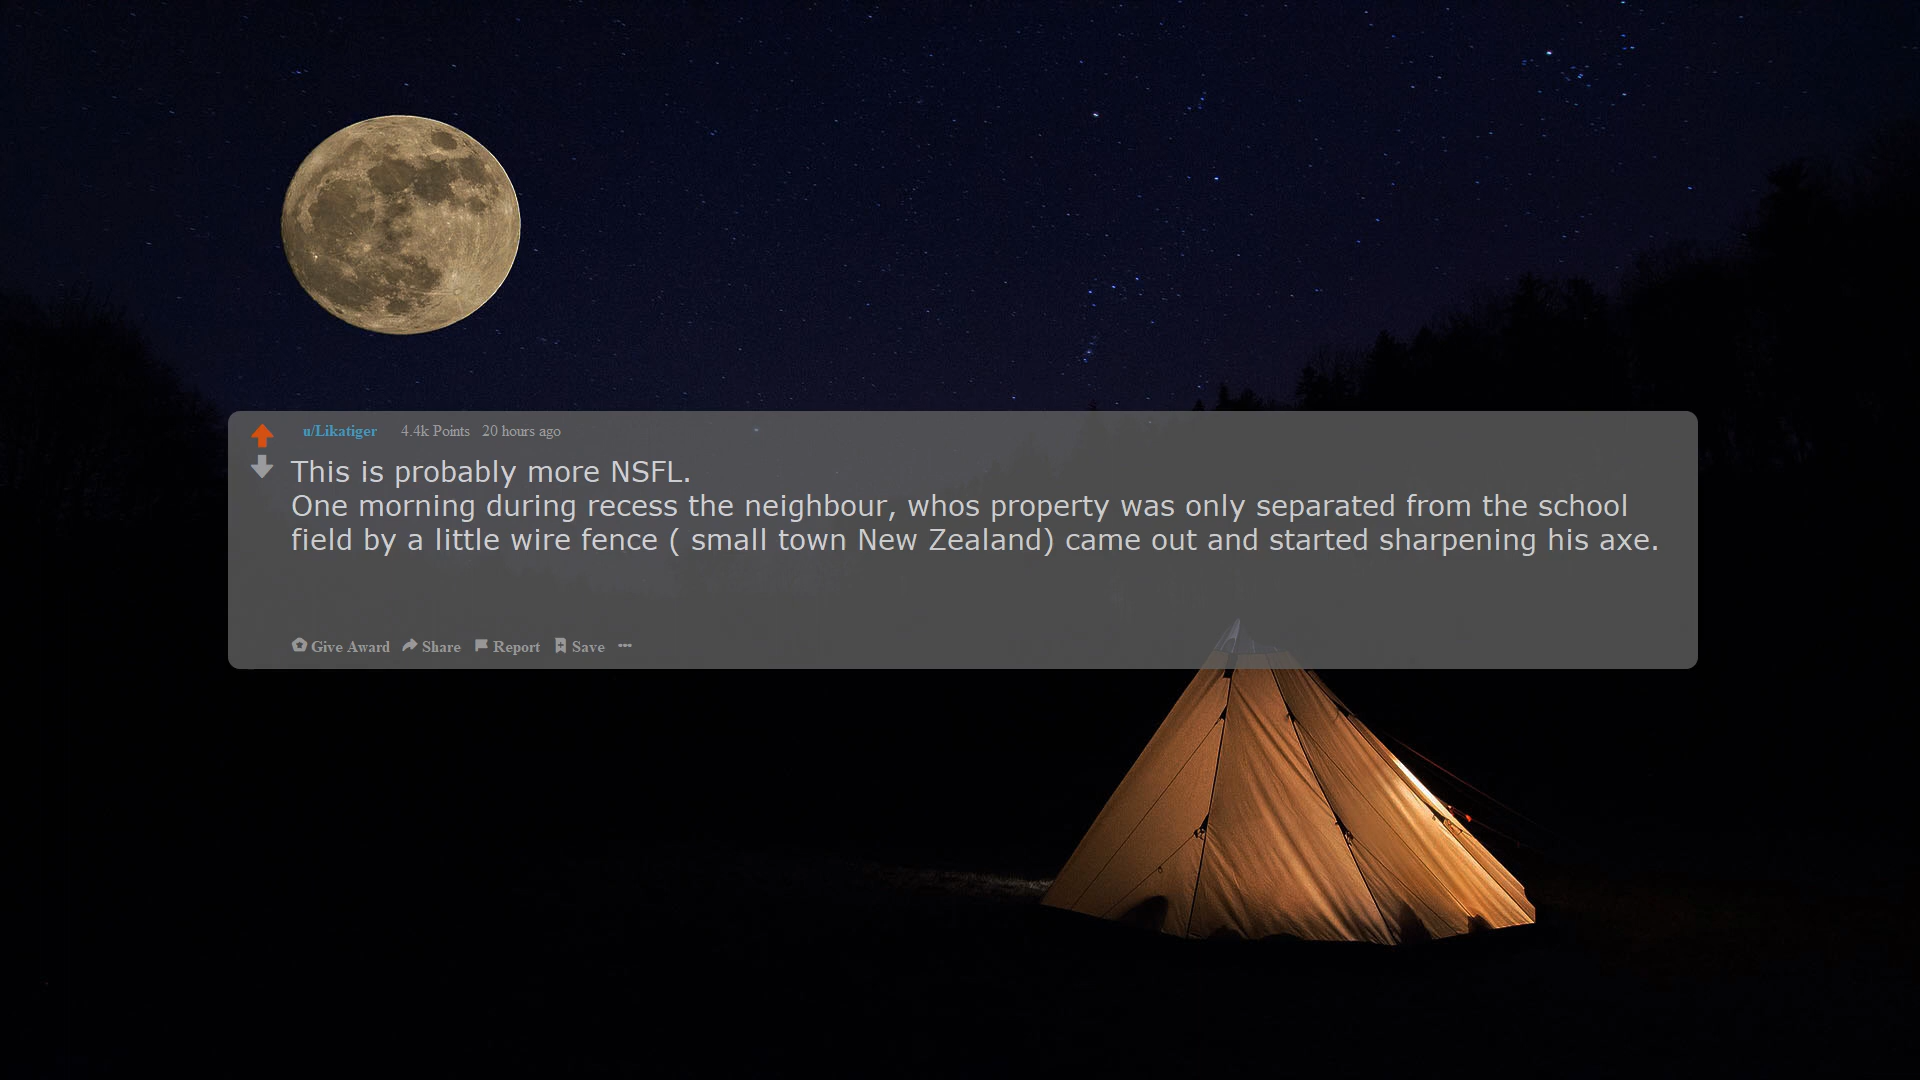 u/Likatiger 4.4k Points 20 hours ago
This is probably more NSFL.
One morning during recess the neighbour, whos property was only separated from the school
field by a little wire fence ( small town New Zealand) came out and started sharpening his axe.
Give Award Share Report Save ...